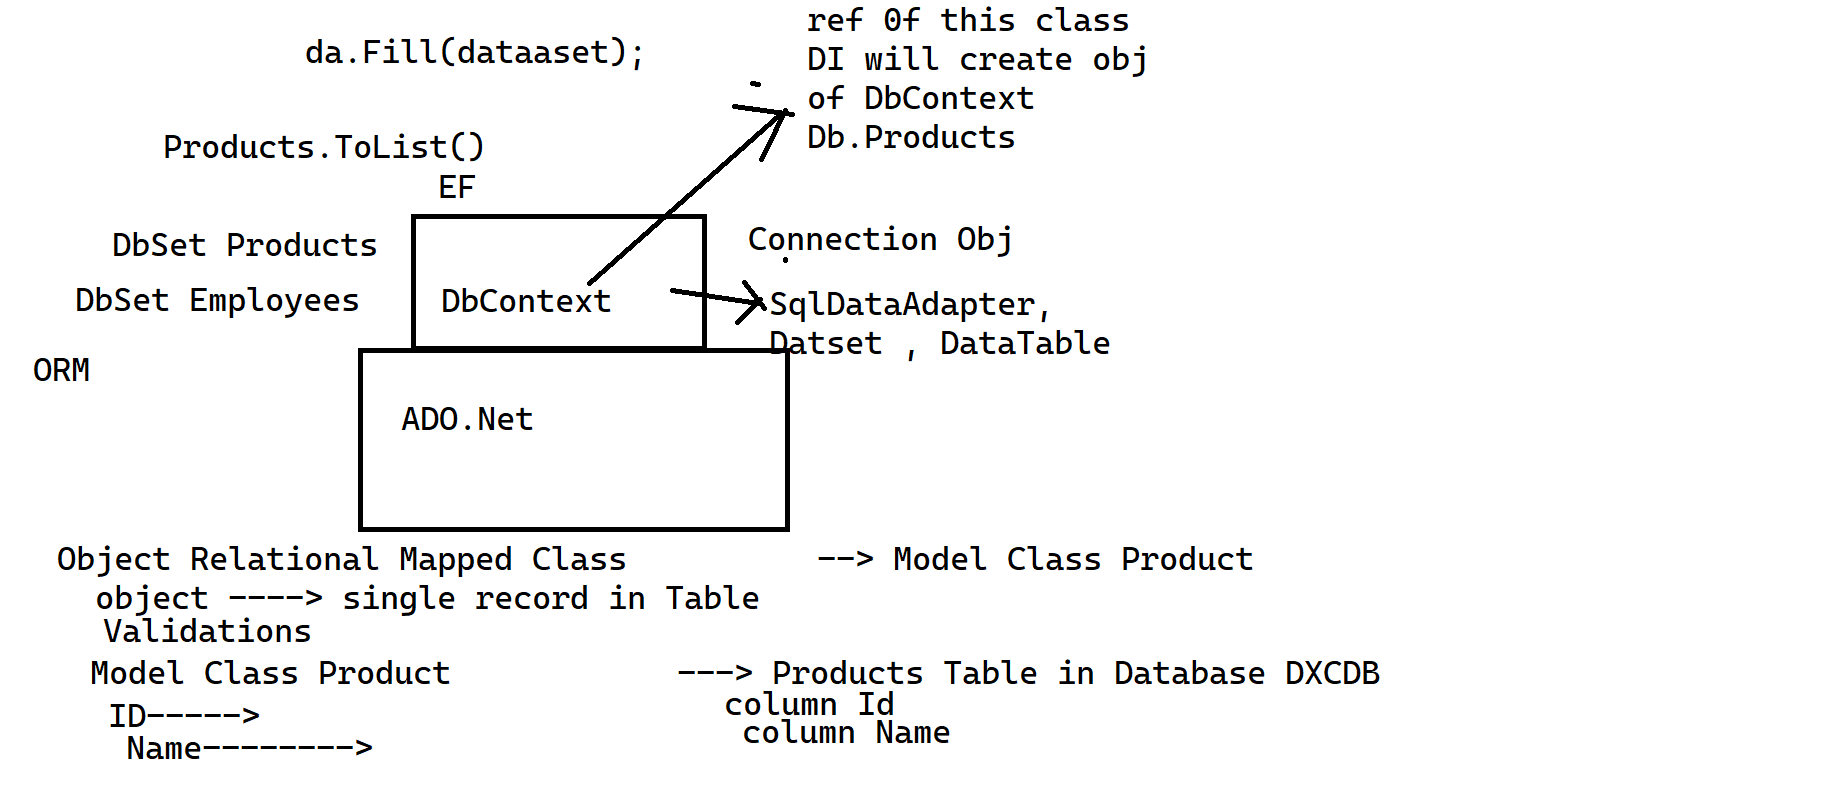 da.Fill(dataaset);
ref 0f this class
DI will create obj
of DbContext
Db.Products
Products.ToList()
EF
DbSet Products
Connection Obj
DbSet Employees
DbContext
SqlDataAdapter,
Datset , DataTable
ORM
ADO.Net
Object Relational Mapped Class --> Model Class Product
object ----> single record in Table
Validations
Model Class Product ---> Products Table in Database DXCDB
column Id
ID----->
column Name
Name-------->